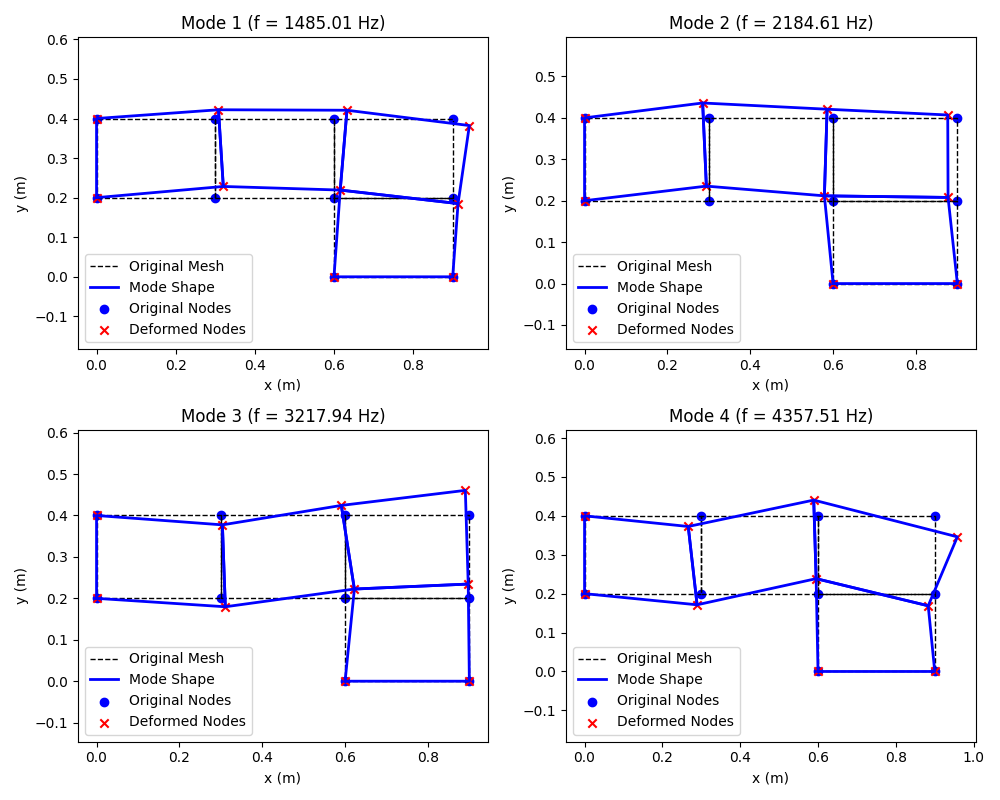 Mode 1 (f = 1485.01 Hz)
0.6
0.5
0.4
0.3
0.2
0.1
0.0
−0.1
y (m)
Original Mesh
Mode Shape
Original Nodes
Deformed Nodes
0.0 0.2 0.4 0.6 0.8
x (m)
Mode 2 (f = 2184.61 Hz)
0.5
0.4
0.3
0.2
0.1
0.0
−0.1
y (m)
Original Mesh
Mode Shape
Original Nodes
Deformed Nodes
0.0 0.2 0.4 0.6 0.8
x (m)
Mode 3 (f = 3217.94 Hz)
0.6
0.5
0.4
0.3
0.2
0.1
0.0
−0.1
y (m)
Original Mesh
Mode Shape
Original Nodes
Deformed Nodes
0.0 0.2 0.4 0.6 0.8
x (m)
Mode 4 (f = 4357.51 Hz)
0.6
0.5
0.4
0.3
0.2
0.1
0.0
−0.1
y (m)
Original Mesh
Mode Shape
Original Nodes
Deformed Nodes
0.0 0.2 0.4 0.6 0.8 1.0
x (m)